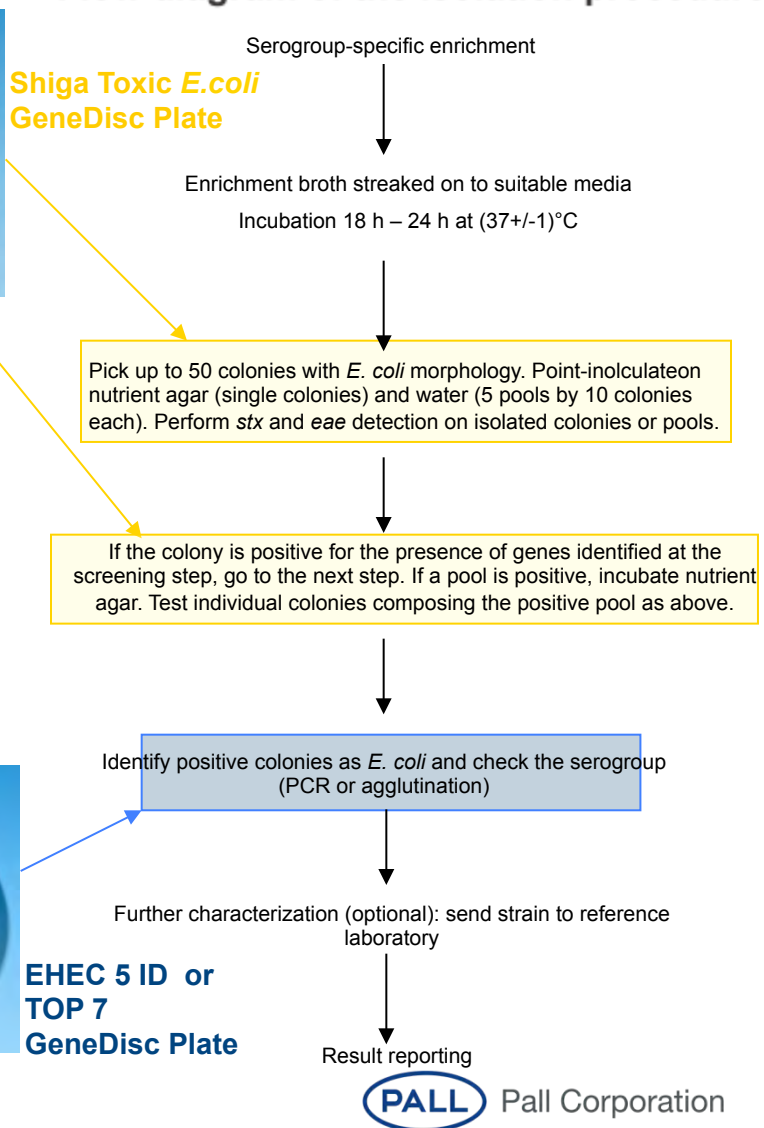 Serogroup-specific enrichment
Shiga Toxic E.coli
GeneDisc Plate
Enrichment broth streaked on to suitable media
Incubation 18 h – 24 h at (37+/-1)°C
Pick up to 50 colonies with E. coli morphology. Point-inolculateon
nutrient agar (single colonies) and water (5 pools by 10 colonies
each). Perform stx and eae detection on isolated colonies or pools.
If the colony is positive for the presence of genes identified at the
screening step, go to the next step. If a pool is positive, incubate nutrient
agar. Test individual colonies composing the positive pool as above.
Identify positive colonies as E. coli and check the serogroup
(PCR or agglutination)
Further characterization (optional): send strain to reference
laboratory
EHEC 5 ID or
TOP 7
GeneDisc Plate
Result reporting
PALL Pall Corporation